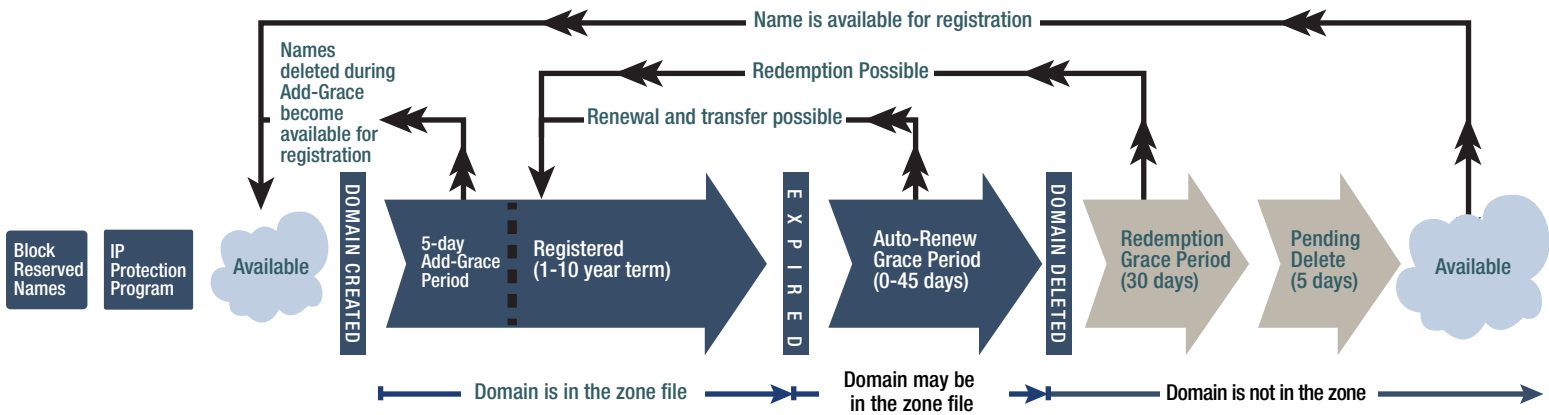 Name is available for registration
Names
deleted during
Add-Grace
become
available for
registration
Redemption Possible
Renewal and transfer possible
Block
Reserved
Names
IP
Protection
Program
Available
DOMAIN CREATED
5-day
Add-Grace
Period
Registered
(1-10 year term)
EXPIRED
Auto-Renew
Grace Period
(0-45 days)
DOMAIN DELETED
Redemption
Grace Period
(30 days)
Pending
Delete
(5 days)
Available
Domain is in the zone file
Domain may be
in the zone file
Domain is not in the zone